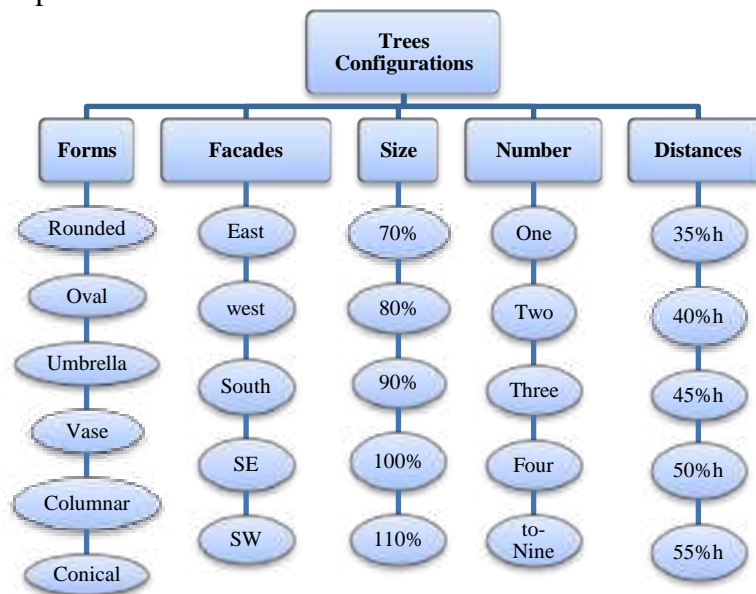 Trees
Configurations
Forms
Facades
Size
Number
Distances
Rounded
East
70%
One
35%h
Oval
west
80%
Two
40%h
Umbrella
South
90%
Three
45%h
Vase
SE
100%
Four
50%h
Columnar
SW
110%
to-
Nine
55%h
Conical